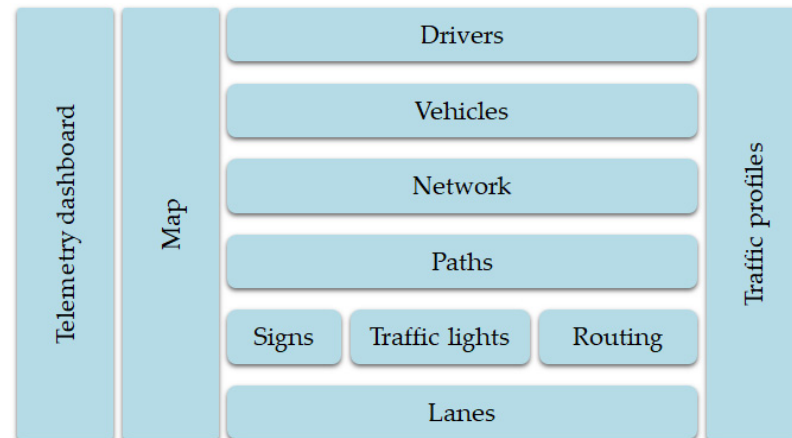 Telemetry dashboard
Map
Drivers
Vehicles
Network
Paths
Signs
Traffic lights
Routing
Lanes
Traffic profiles